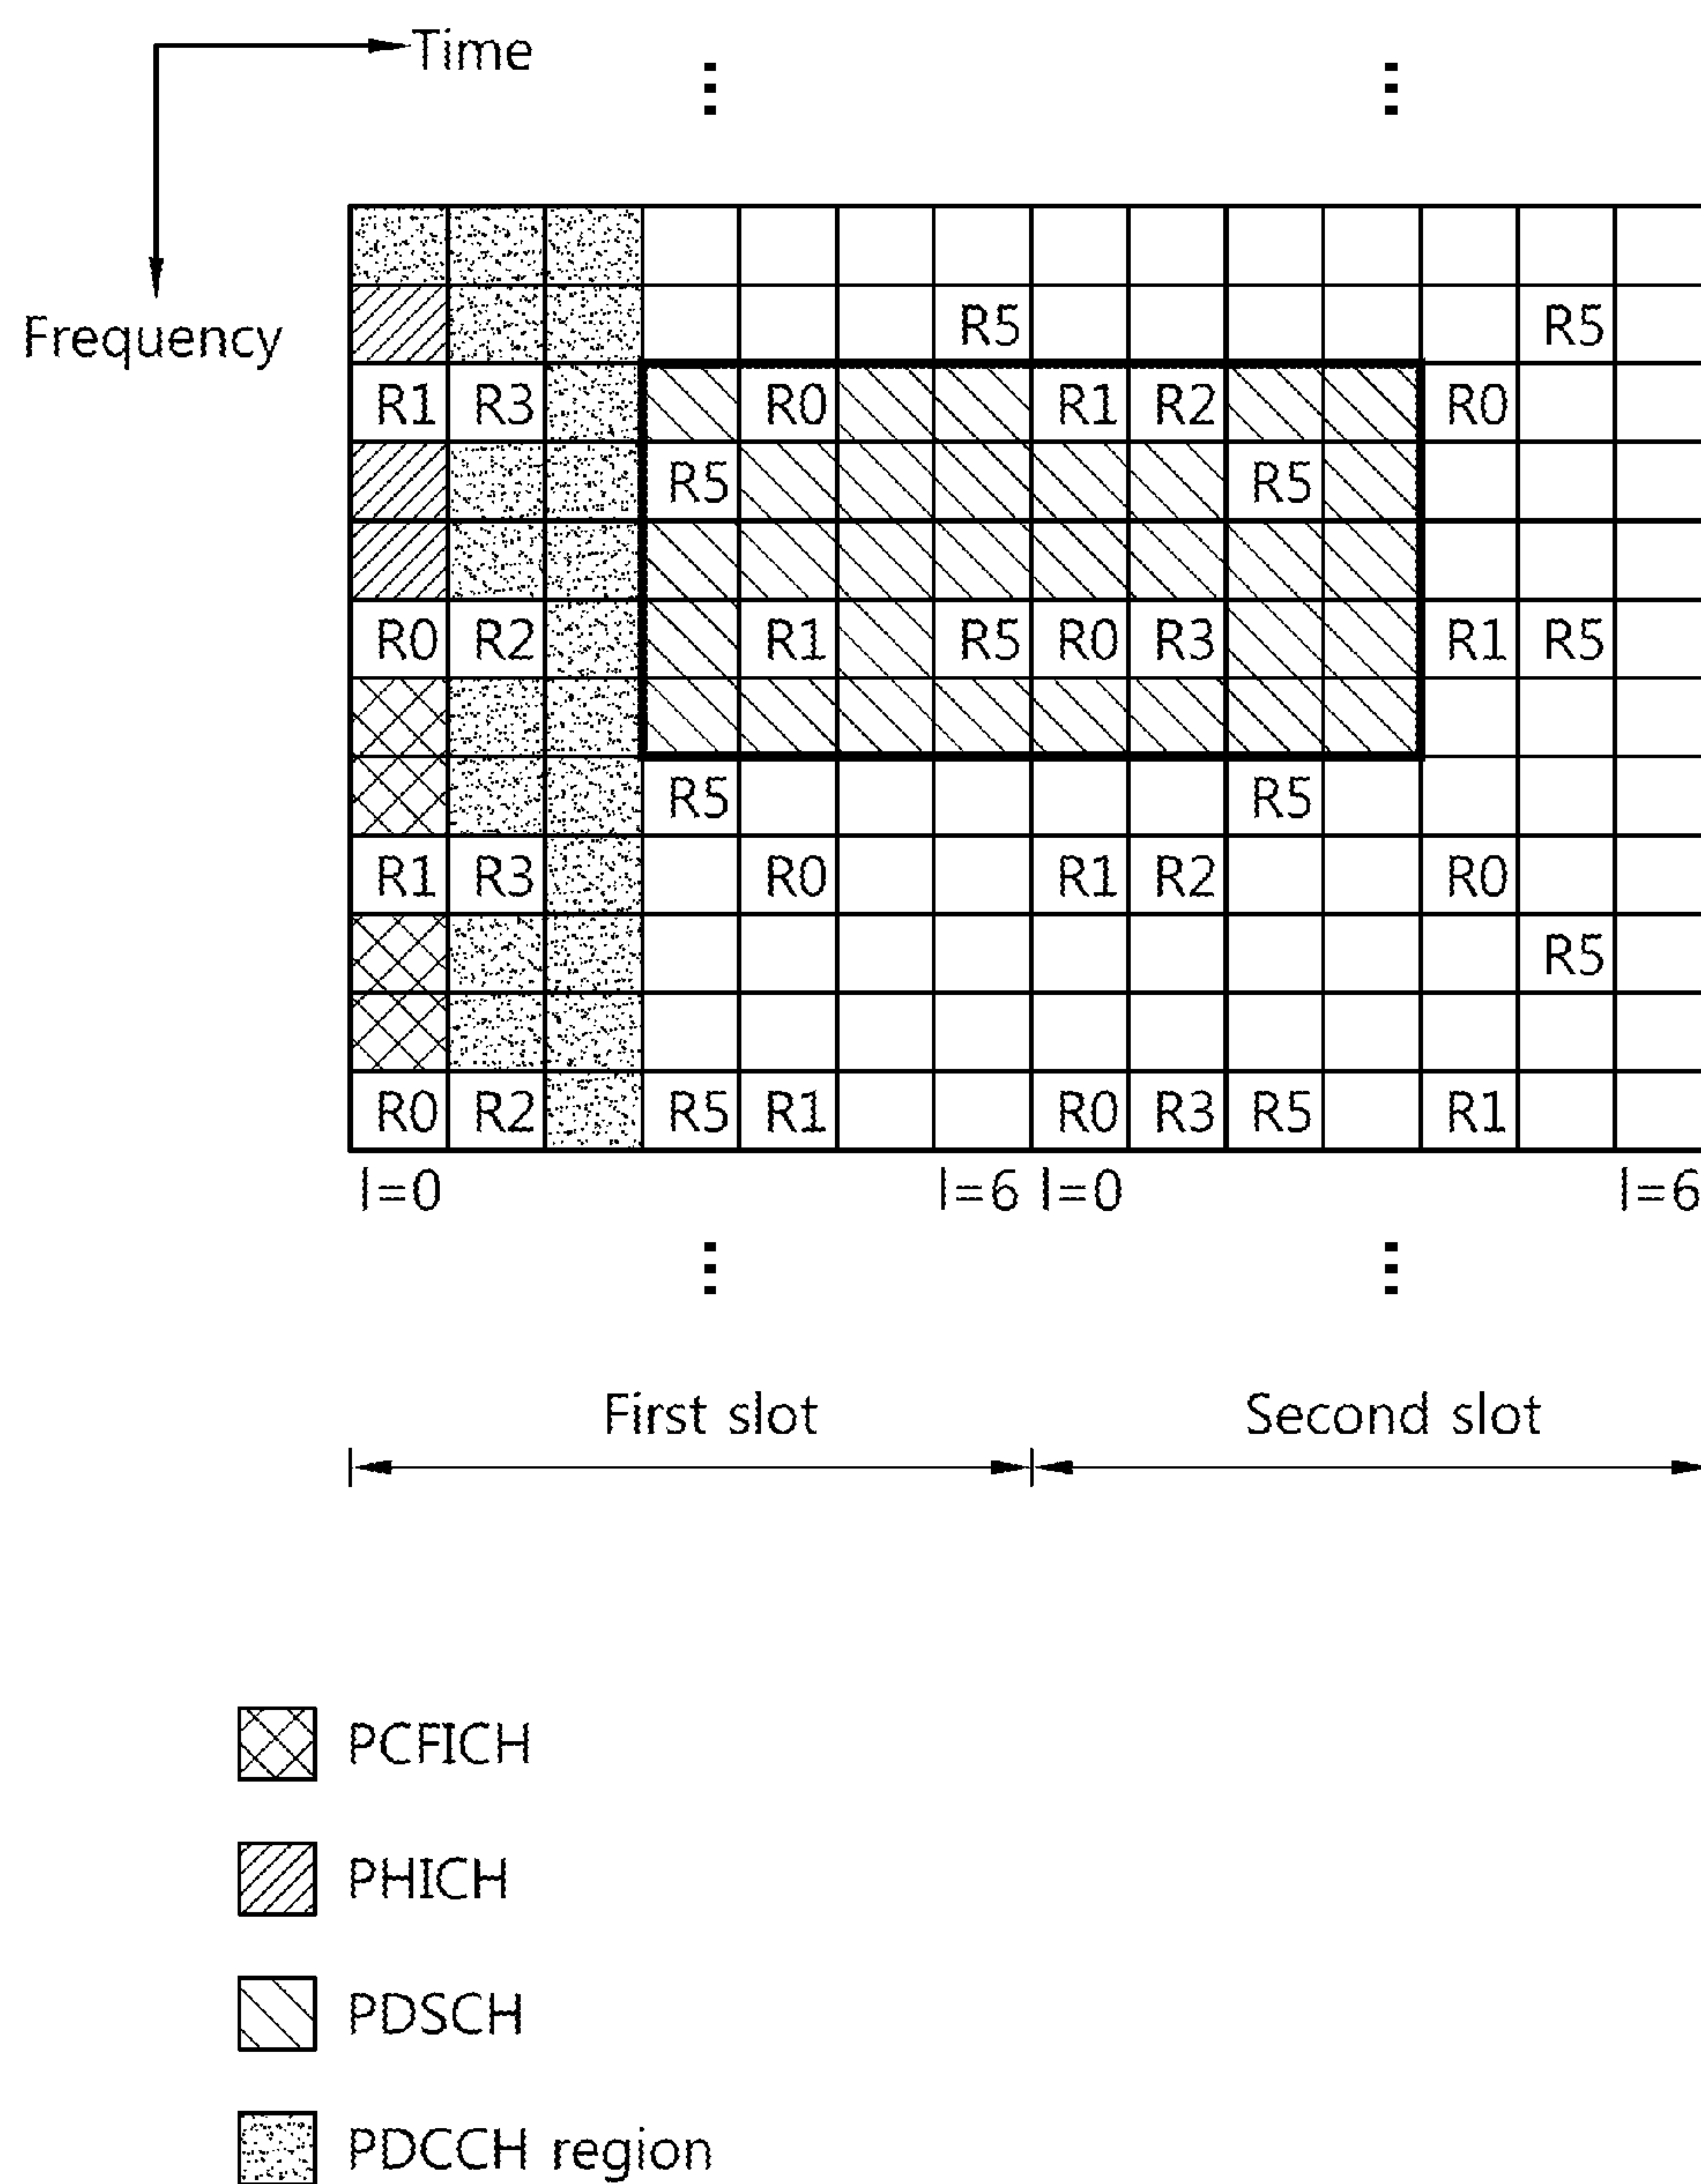 Time
Frequency
R5 R5
R1 R3 R0 R1 R2 R0
R5 R5
R0 R2 R1 R5 R0 R3 R1 R5
R5 R5
R1 R3 R0 R1 R2 R0
R5
R0 R2 R5 R1 R0 R3 R5 R1
l=0 l=6 l=0 l=6
First slot Second slot
PCFICH
PHICH
PDSCH
PDCCH region